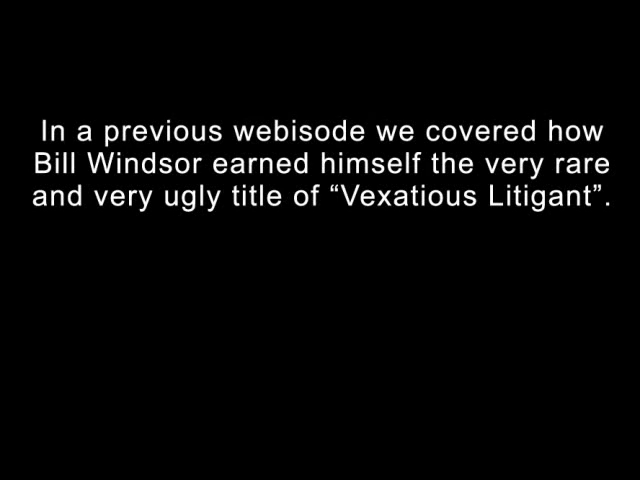 In a previous webisode we covered how
Bill Windsor earned himself the very rare
and very ugly title of “Vexatious Litigant”.